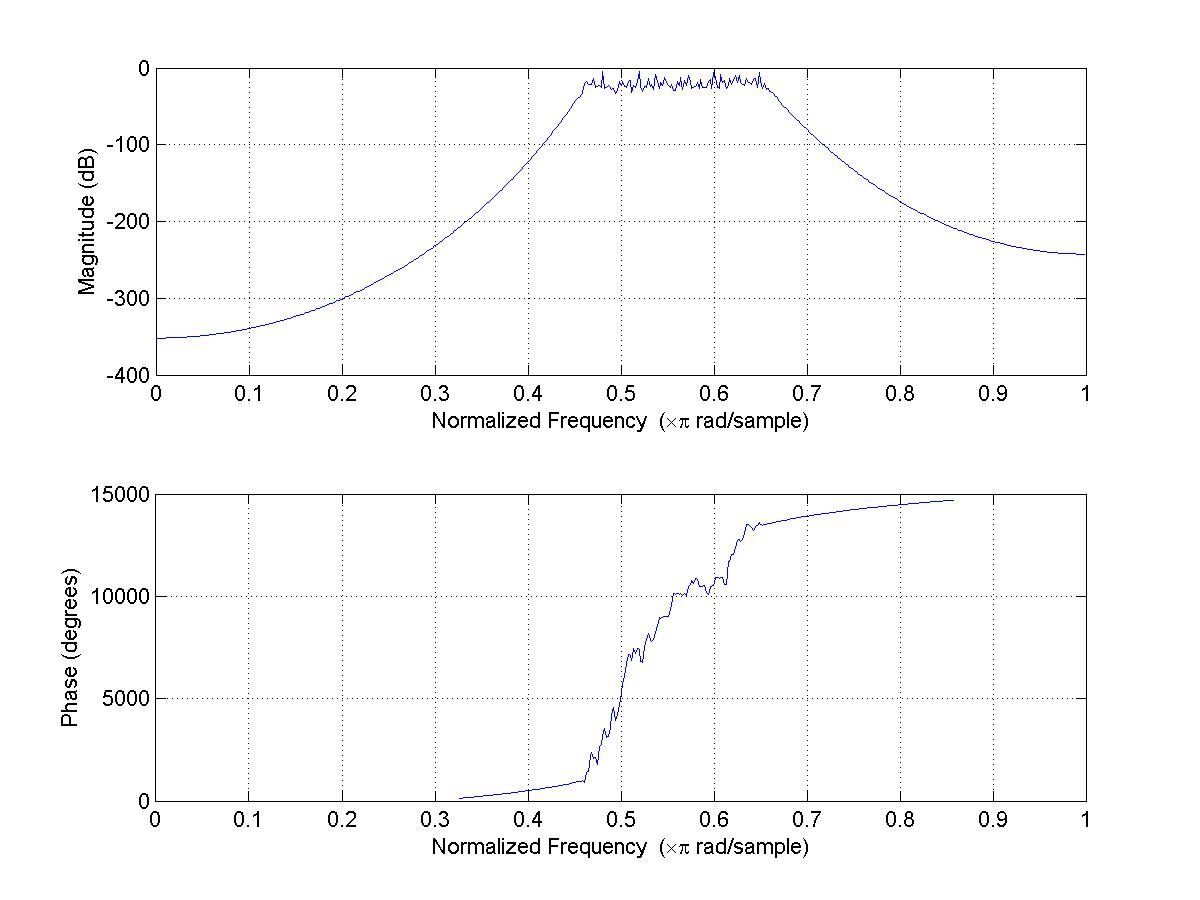 0
-100
-200
-300
-400
Magnitude (dB)
0 0.1 0.2 0.3 0.4 0.5 0.6 0.7 0.8 0.9 1
Normalized Frequency (×π rad/sample)
15000
10000
5000
0
Phase (degrees)
0 0.1 0.2 0.3 0.4 0.5 0.6 0.7 0.8 0.9 1
Normalized Frequency (×π rad/sample)